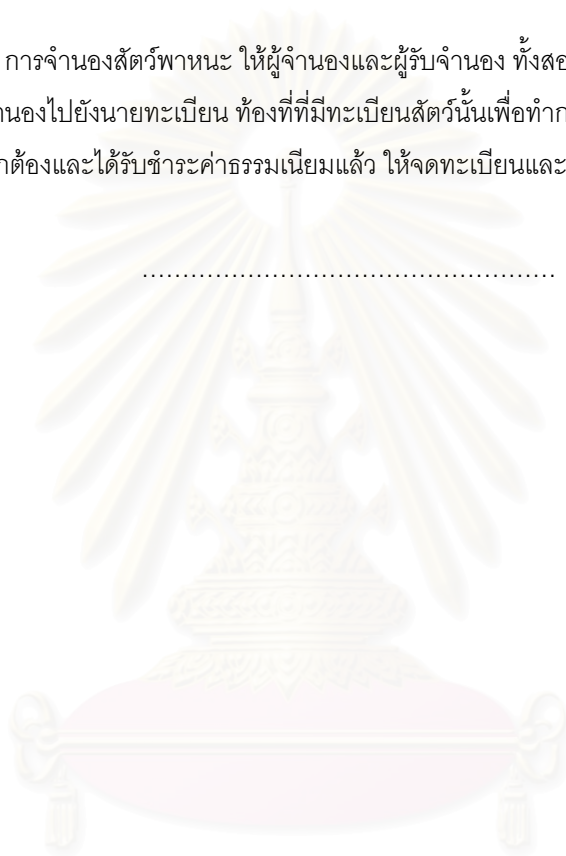 การจำนองสัตว์พาหนะ ให้ผู้จำนองและผู้รับจำนอง ทั้งสอ
นองไปยังนายทะเบียน ท้องที่ที่มีทะเบียนสัตว์นั้นเพื่อทำก
กต้องและได้รับชำระค่าธรรมเนียมแล้ว ให้จดทะเบียนและ
……………………………………………